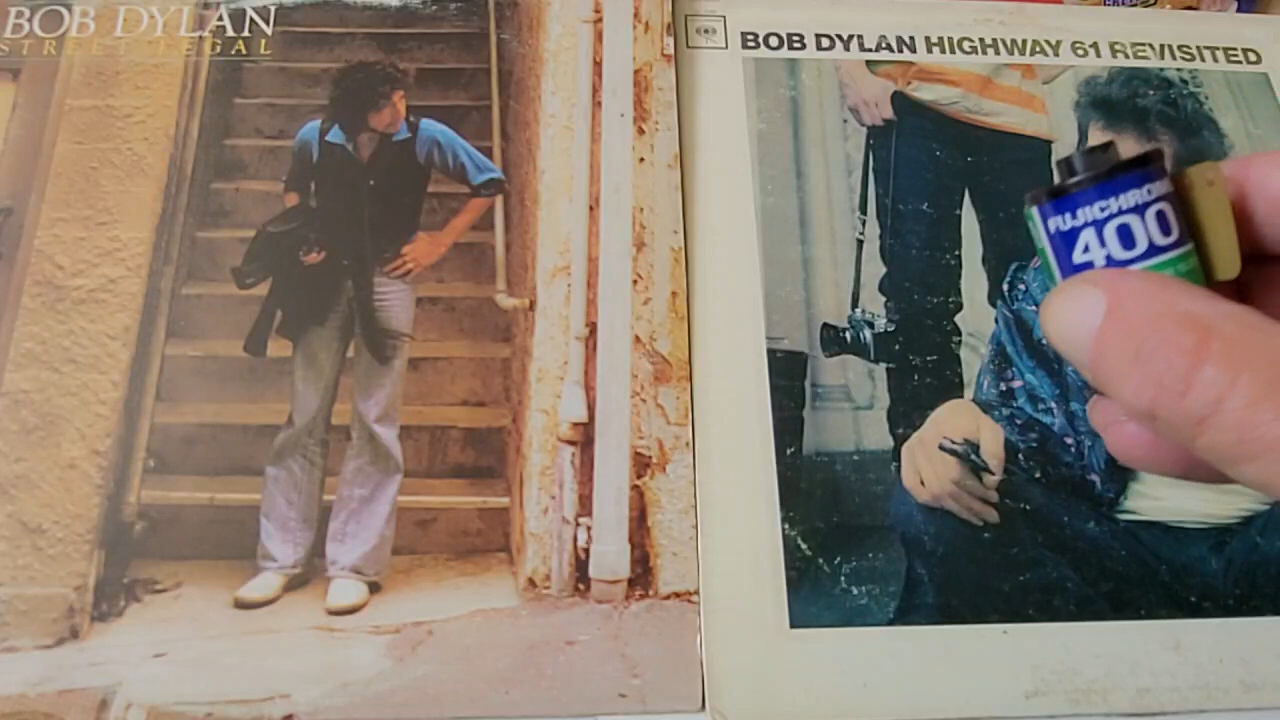 BOB DYLAN
STREET LEGAL
BOB DYLAN HIGHWAY 61 REVISITED
FUJICHROME
400